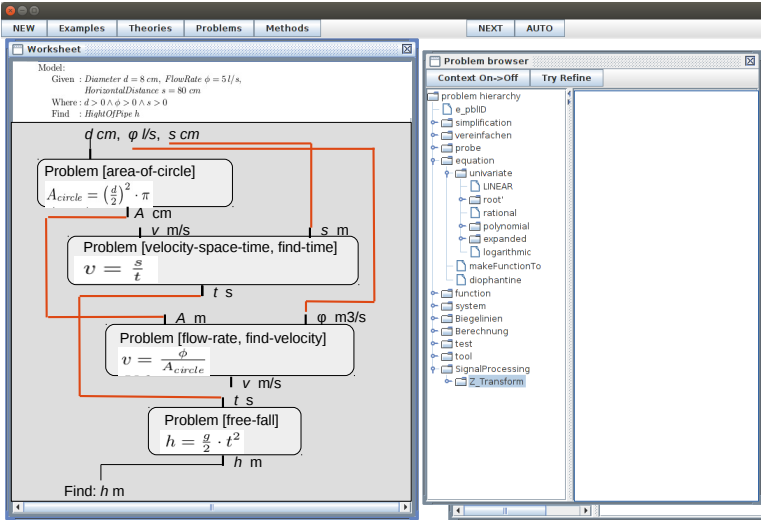 NEW Examples Theories Problems Methods NEXT AUTO
Worksheet
Model:
Given : Diameter d = 8 cm, FlowRate ϕ = 5 l/s,
HorizontalDistance s = 80 cm
Where : d > 0 ∧ ϕ > 0 ∧ s > 0
Find : HightOfPipe h
d cm, φ l/s, s cm
Problem [area-of-circle]
A_circle = (d/2)^2 · π
A cm
v m/s s m
Problem [velocity-space-time, find-time]
v = s/t
t s
A m φ m3/s
Problem [flow-rate, find-velocity]
v = ϕ/A_circle
v m/s
t s
Problem [free-fall]
h = g/2 · t^2
h m
Find: h m
Problem browser
Context On->Off Try Refine
problem hierarchy
e_pblID
simplification
vereinfachen
probe
equation
univariate
LINEAR
root'
rational
polynomial
expanded
logarithmic
makeFunctionTo
diophantine
function
system
Biegelinien
Berechnung
test
tool
SignalProcessing
Z_Transform